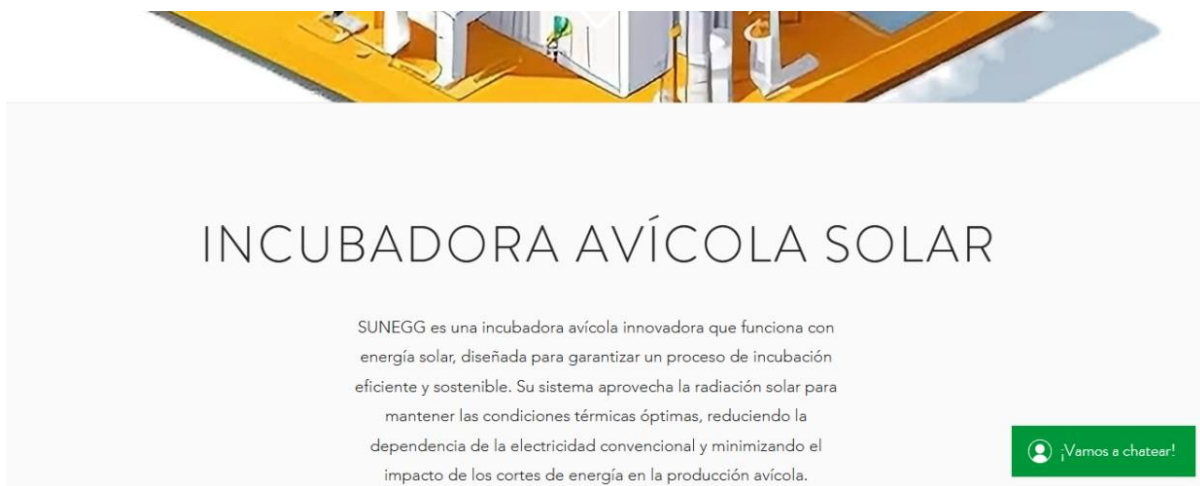 INCUBADORA AVÍCOLA SOLAR
SUNEGG es una incubadora avícola innovadora que funciona con
energía solar, diseñada para garantizar un proceso de incubación
eficiente y sostenible. Su sistema aprovecha la radiación solar para
mantener las condiciones térmicas óptimas, reduciendo la
dependencia de la electricidad convencional y minimizando el
impacto de los cortes de energía en la producción avícola.
¡Vamos a chatear!